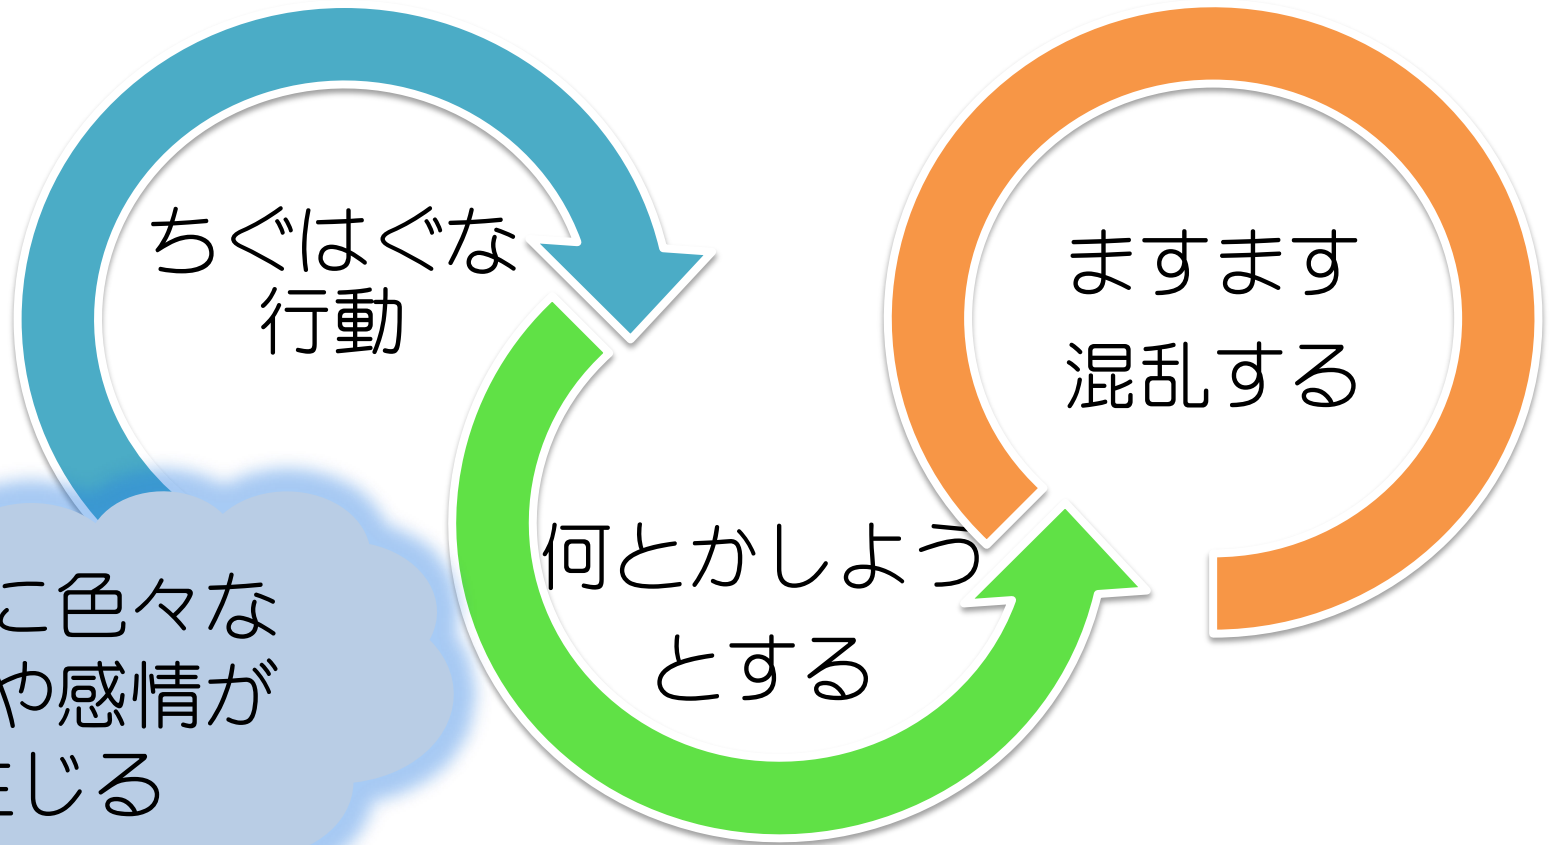 ちぐはぐな
行動
ますます
混乱する
何とかしよう
とする
に色々な
や感情が
じる